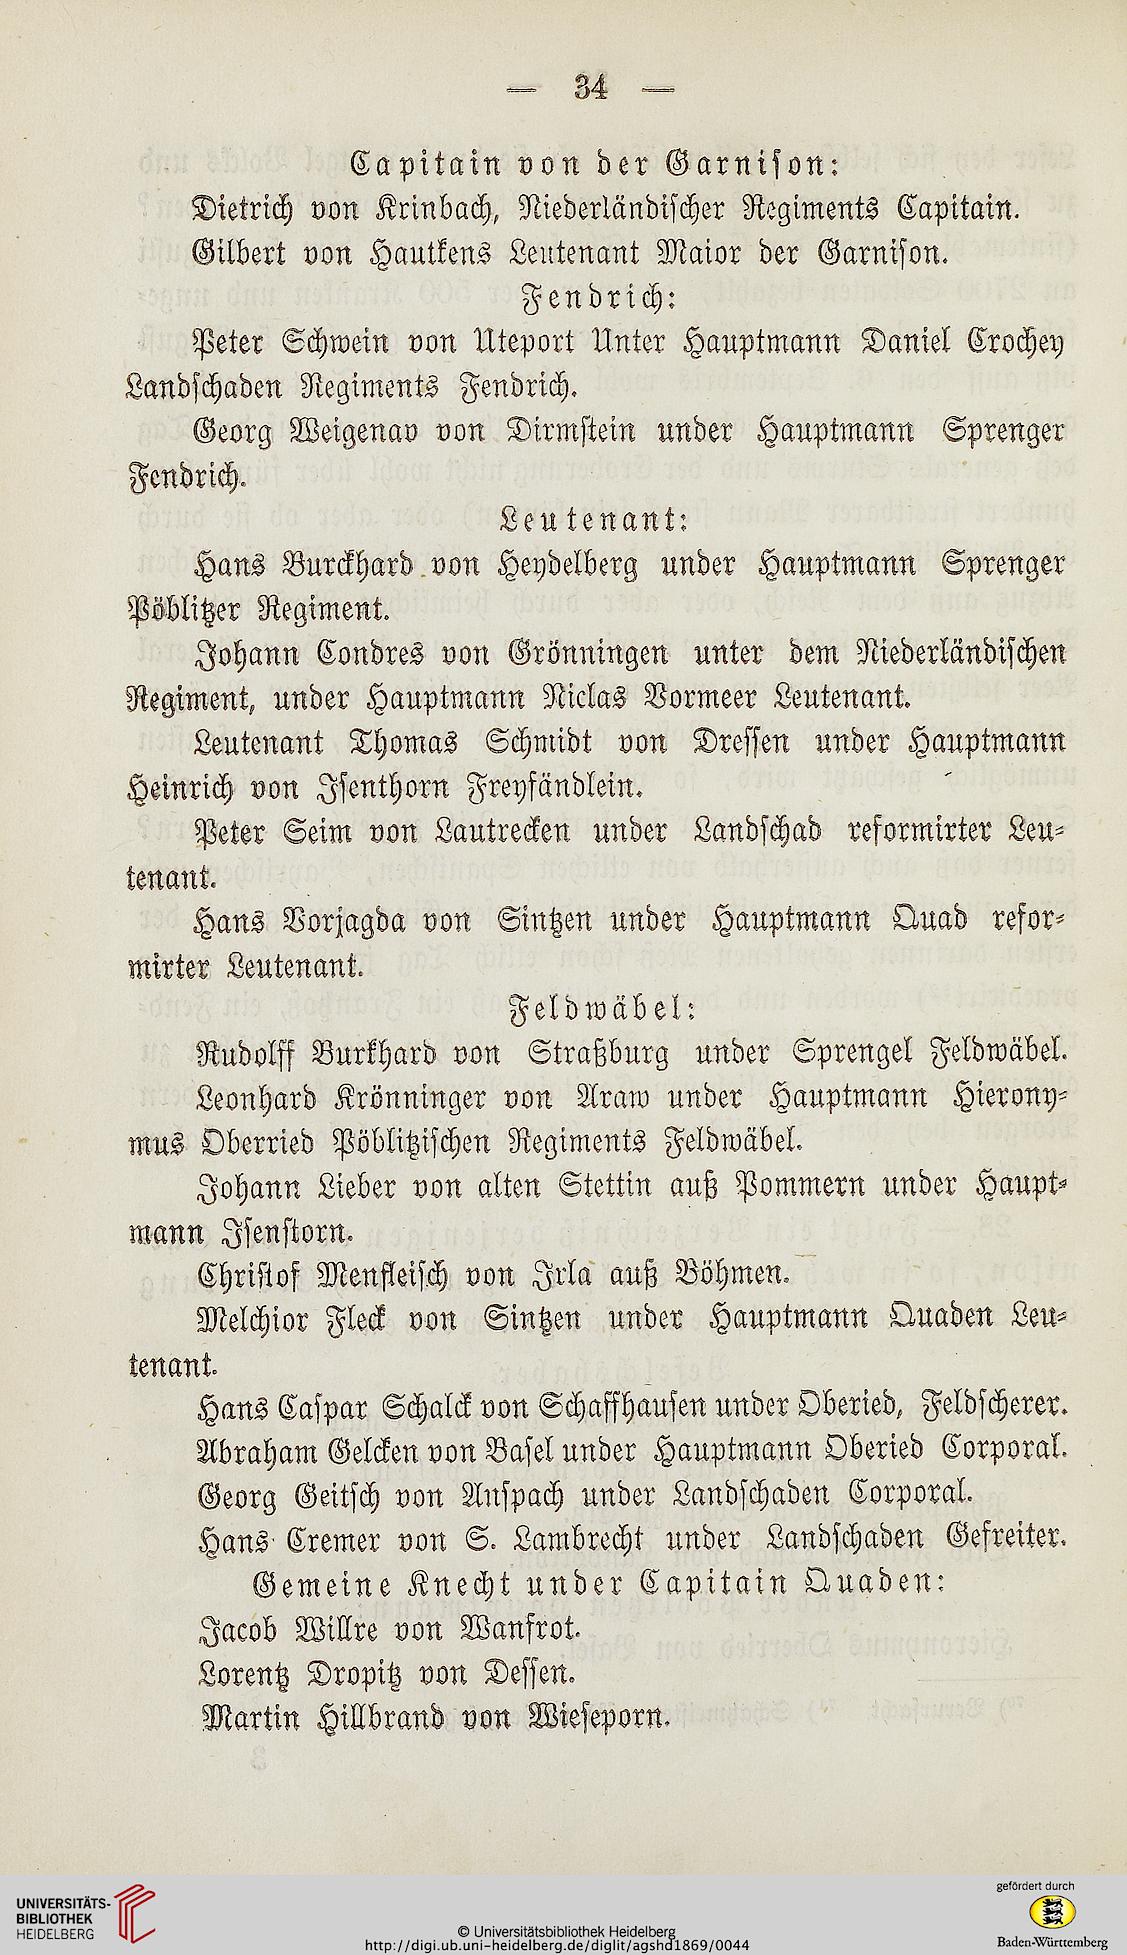 — 34 —
Capitain von der Garnison:
Dietrich von Krinbach, Niederländischer Regiments Capitain.
Gilbert von Hautkens Leutenant Maior der Garnison.
Fendrich:
Peter Schwein von Uteport Unter Hauptmann Daniel Crochey
Landschaden Regiments Fendrich.
Georg Weigenav von Dirmstein under Hauptmann Sprenger
Fendrich.
Leutenant:
Hans Burckhard von Heydelberg under Hauptmann Sprenger
Pöblitzer Regiment.
Johann Condres von Grönningen unter dem Niederländischen
Regiment, under Hauptmann Niclas Vormeer Leutenant.
Leutenant Thomas Schmidt von Dressen under Hauptmann
Heinrich von Isenthorn Freyfändlein.
Peter Seim von Lautrecken under Landschad reformirter Leu-
tenant.
Hans Vorjagda von Sintzen under Hauptmann Quad refor-
mirter Leutenant.
Feldwäbel:
Rudolff Burkhard von Straßburg under Sprengel Feldwäbel.
Leonhard Krönninger von Araw under Hauptmann Hierony-
mus Oberried Pöblitzischen Regiments Feldwäbel.
Johann Lieber von alten Stettin auß Pommern under Haupt-
mann Isenstorn.
Christof Menfleisch von Irla auß Böhmen.
Melchior Fleck von Sintzen under Hauptmann Quaden Leu-
tenant.
Hans Caspar Schalck von Schaffhausen under Oberied, Feldscherer.
Abraham Gelcken von Basel under Hauptmann Oberied Corporal.
Georg Geitsch von Anspach under Landschaden Corporal.
Hans Cremer von S. Lambrecht under Landschaden Gefreiter.
Gemeine Knecht under Capitain Quaden:
Jacob Willre von Wanfrot.
Lorentz Dropitz von Dessen.
Martin Hillbrand von Wieseporn.
UNIVERSITÄTS-
BIBLIOTHEK
HEIDELBERG
© Universitätsbibliothek Heidelberg
http://digi.ub.uni-heidelberg.de/diglit/agshd1869/0044
gefördert durch
Baden-Württemberg